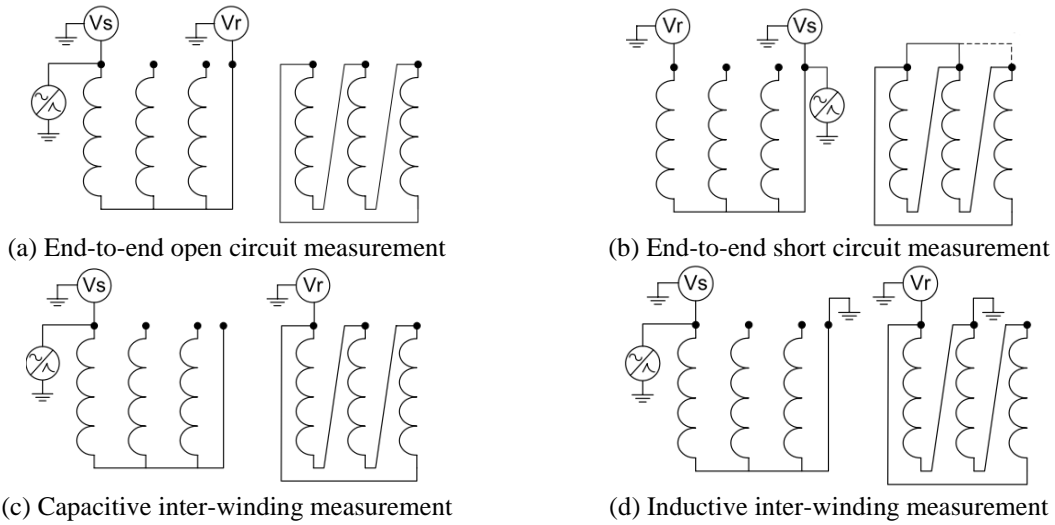 Vs Vr
Vr Vs
(a) End-to-end open circuit measurement
(b) End-to-end short circuit measurement
Vs Vr
Vs Vr
(c) Capacitive inter-winding measurement
(d) Inductive inter-winding measurement